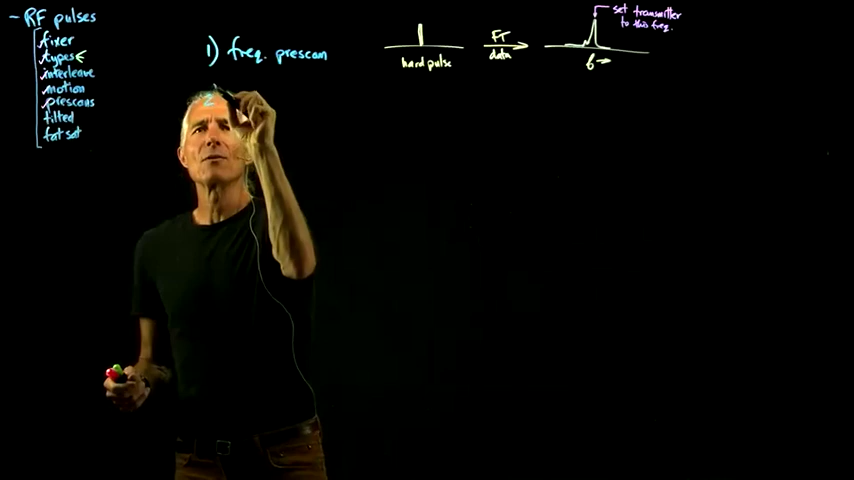 - RF pulses
fixer
types
interleave
motion
prescans
tilted
fat sat
1) freq. prescan
hard pulse
FT
data
f →
set transmitter
to this freq.
2